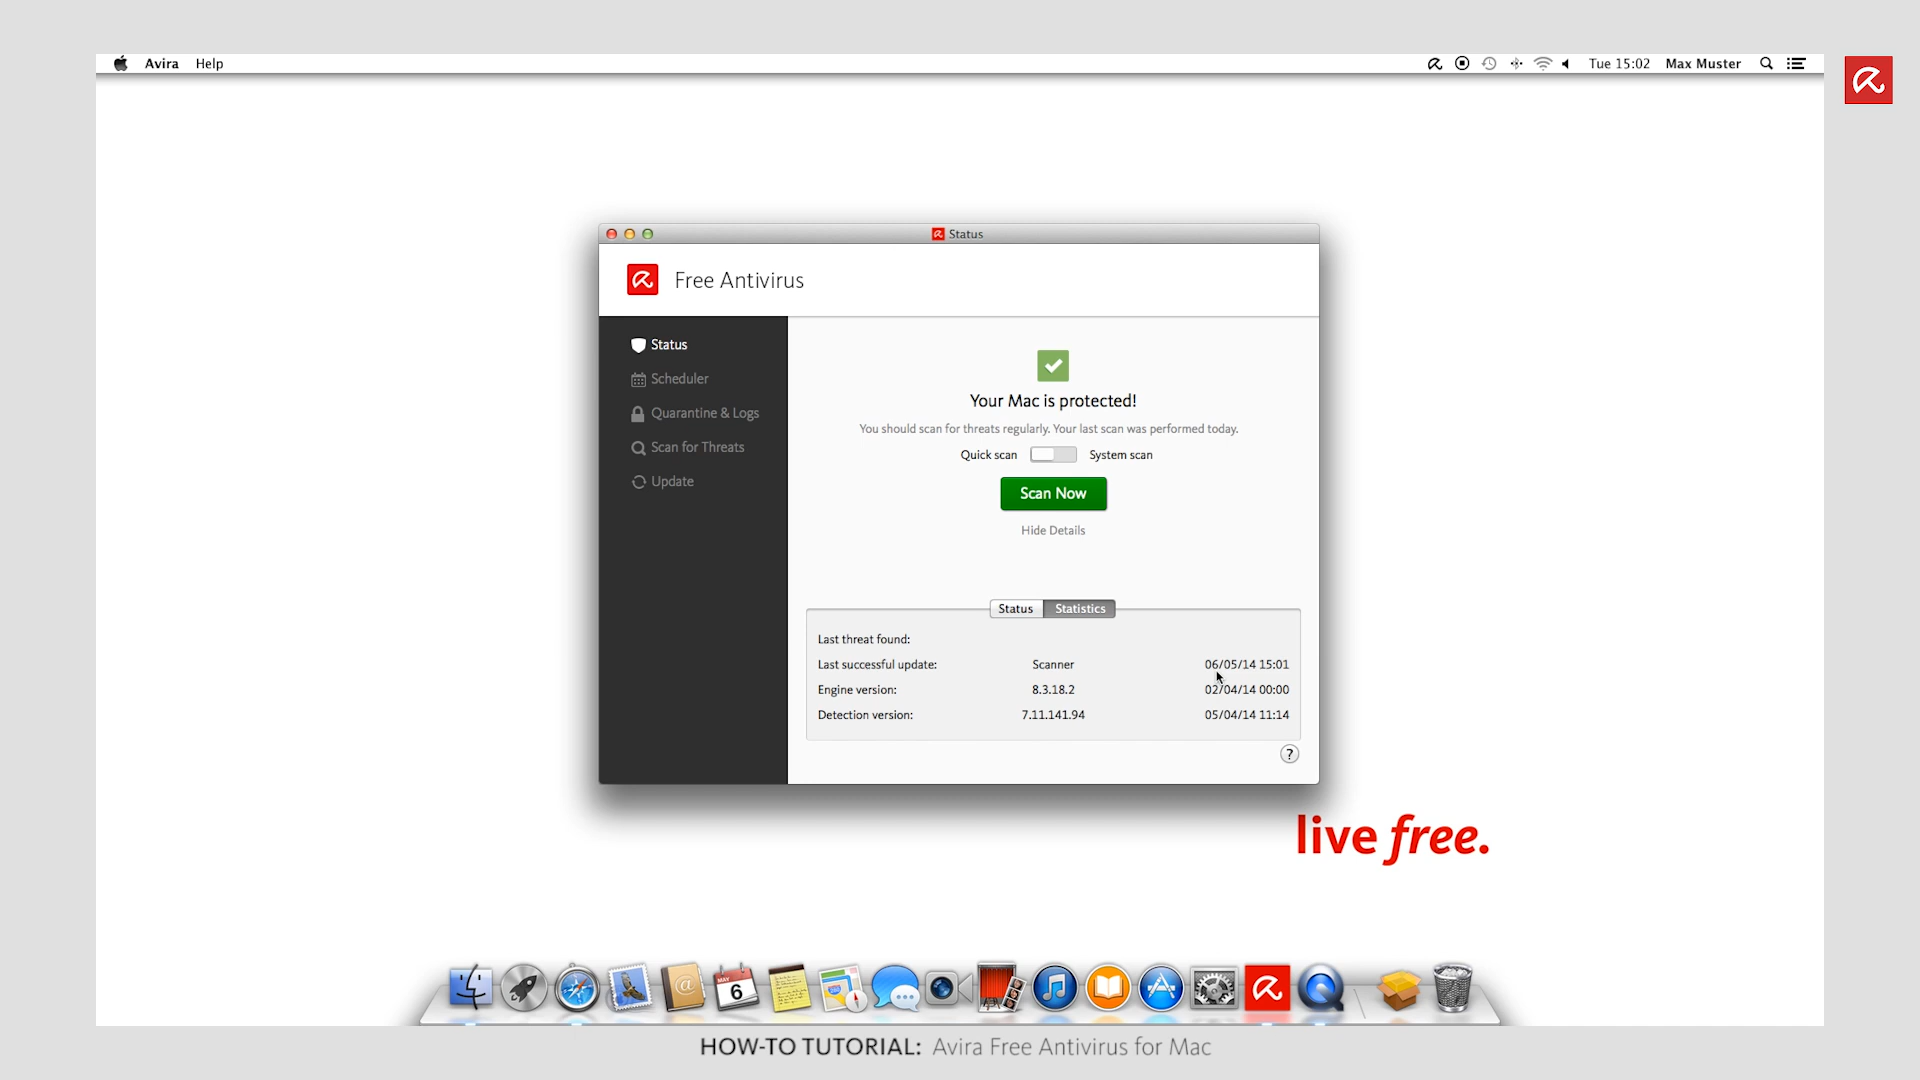 Avira Help Tue 15:02 Max Muster
Status
Free Antivirus
Status
Scheduler
Quarantine & Logs
Scan for Threats
Update
Your Mac is protected!
You should scan for threats regularly. Your last scan was performed today.
Quick scan System scan
Scan Now
Hide Details
Status Statistics
Last threat found:
Last successful update: Scanner 06/05/14 15:01
Engine version: 8.3.18.2 02/04/14 00:00
Detection version: 7.11.141.94 05/04/14 11:14
?
live free.
MAY
6
HOW-TO TUTORIAL: Avira Free Antivirus for Mac